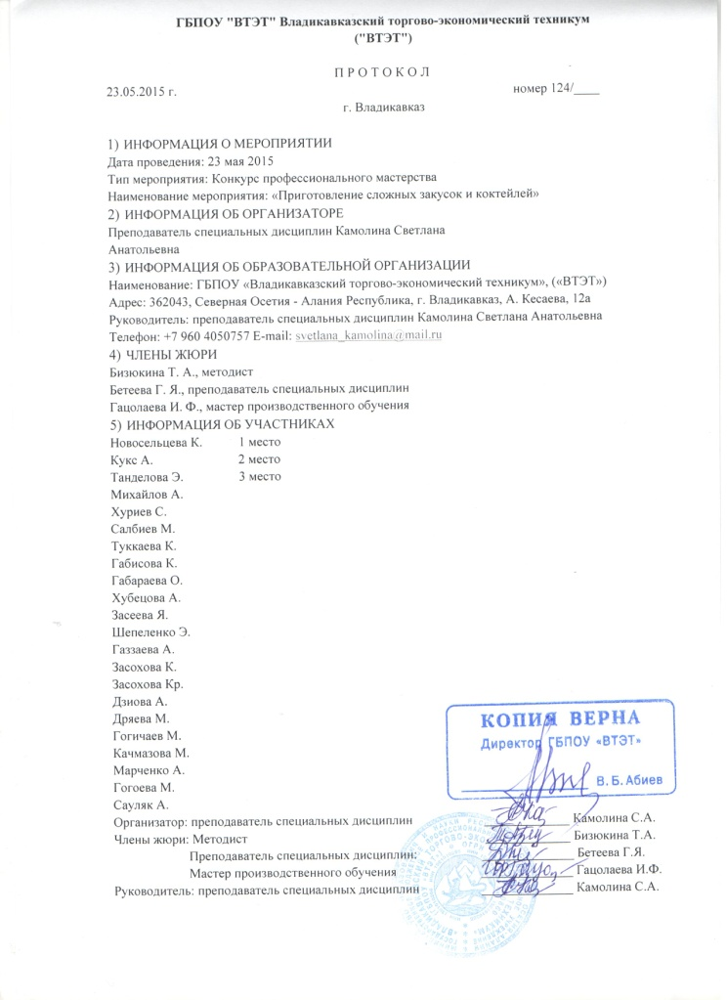 ГБПОУ "ВТЭТ" Владикавказский торгово-экономический техникум
("ВТЭТ")
П Р О Т О К О Л
23.05.2015 г.
номер 124/____
г. Владикавказ
1) ИНФОРМАЦИЯ О МЕРОПРИЯТИИ
Дата проведения: 23 мая 2015
Тип мероприятия: Конкурс профессионального мастерства
Наименование мероприятия: «Приготовление сложных закусок и коктейлей»
2) ИНФОРМАЦИЯ ОБ ОРГАНИЗАТОРЕ
Преподаватель специальных дисциплин Камолина Светлана
Анатольевна
3) ИНФОРМАЦИЯ ОБ ОБРАЗОВАТЕЛЬНОЙ ОРГАНИЗАЦИИ
Наименование: ГБПОУ «Владикавказский торгово-экономический техникум», («ВТЭТ»)
Адрес: 362043, Северная Осетия - Алания Республика, г. Владикавказ, А. Кесаева, 12а
Руководитель: преподаватель специальных дисциплин Камолина Светлана Анатольевна
Телефон: +7 960 4050757 E-mail: svetlana_kamolina@mail.ru
4) ЧЛЕНЫ ЖЮРИ
Бизюкина Т. А., методист
Бетеева Г. Я., преподаватель специальных дисциплин
Гацолаева И. Ф., мастер производственного обучения
5) ИНФОРМАЦИЯ ОБ УЧАСТНИКАХ
Новосельцева К. 1 место
Кукс А. 2 место
Танделова Э. 3 место
Михайлов А.
Хуриев С.
Салбиев М.
Туккаева К.
Габисова К.
Габараева О.
Хубецова А.
Засеева Я.
Шепеленко Э.
Газзаева А.
Засохова К.
Засохова Кр.
Дзиова А.
Дряева М.
Гогичаев М.
Качмазова М.
Марченко А.
Гогоева М.
Сауляк А.
КОПИЯ ВЕРНА
Директор ГБПОУ «ВТЭТ»
В.Б.Абиев
Организатор: преподаватель специальных дисциплин Камолина С.А.
Члены жюри: Методист Бизюкина Т.А.
Преподаватель специальных дисциплин: Бетеева Г.Я.
Мастер производственного обучения Гацолаева И.Ф.
Руководитель: преподаватель специальных дисциплин Камолина С.А.